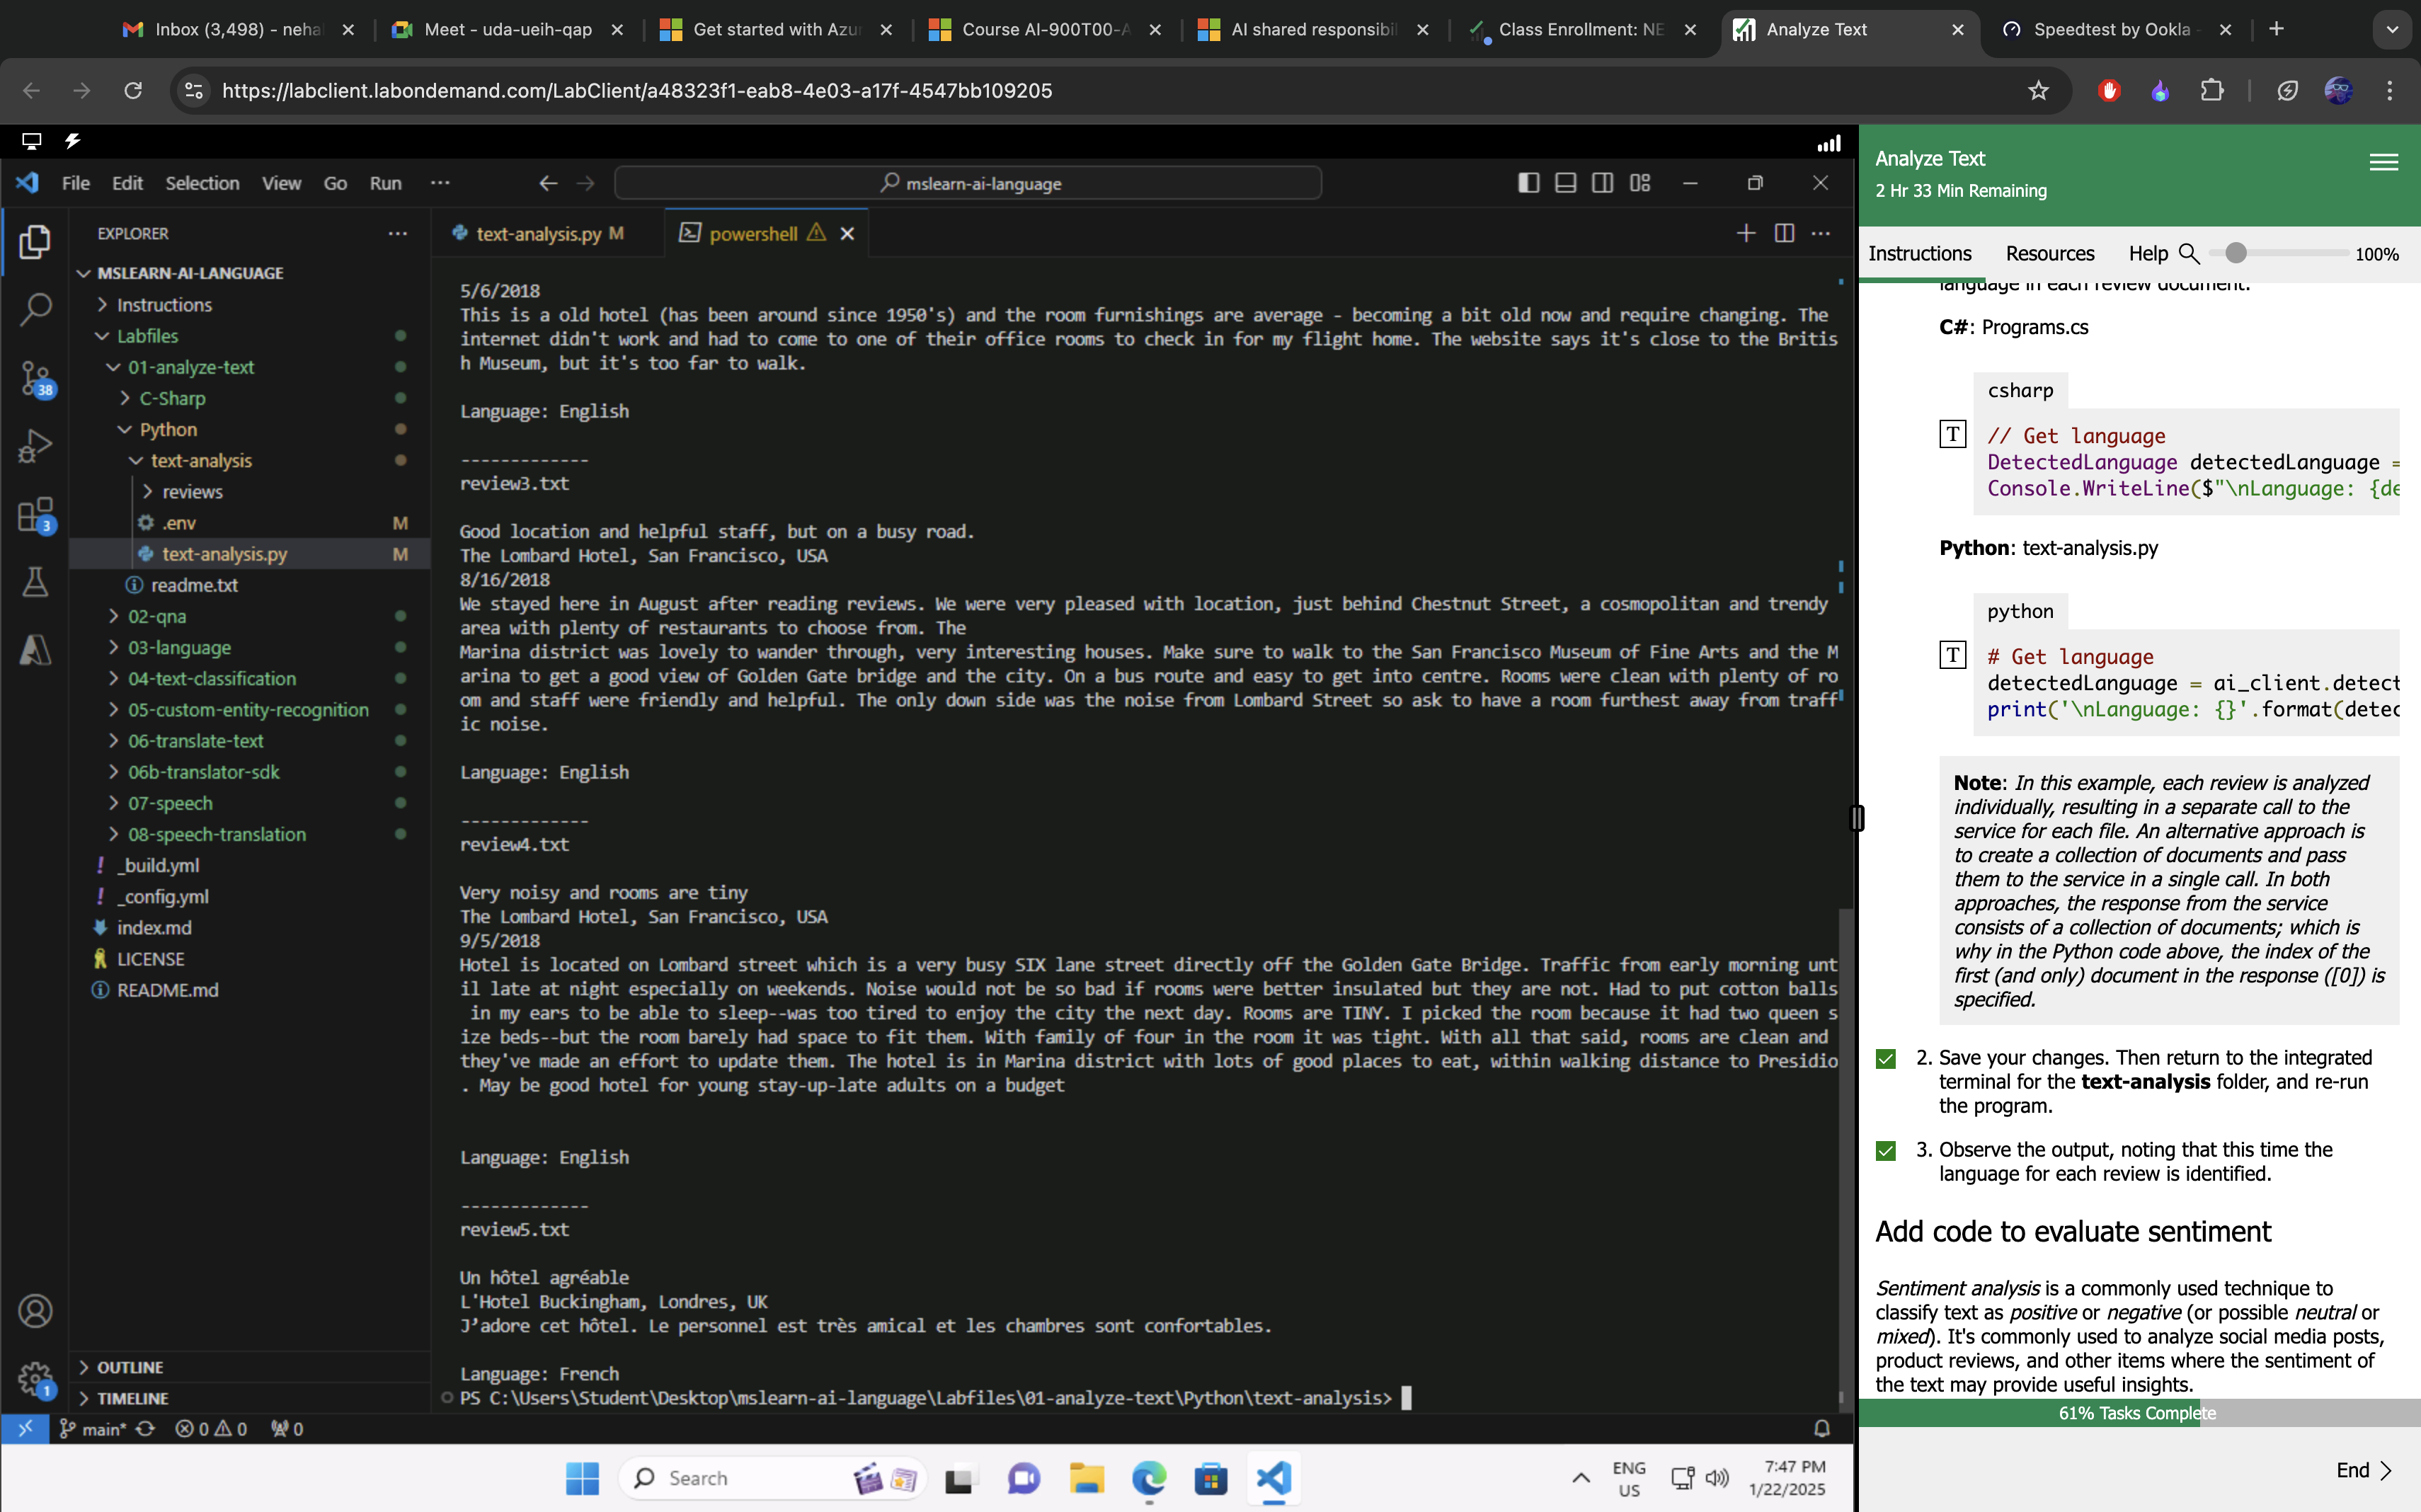 Inbox (3,498) - neha
Meet - uda-ueih-qap
Get started with Azu
Course AI-900T00-A
AI shared responsibi
Class Enrollment: NE
Analyze Text
Speedtest by Ookla
https://labclient.labondemand.com/LabClient/a48323f1-eab8-4e03-a17f-4547bb109205
File Edit Selection View Go Run ···
mslearn-ai-language
EXPLORER
MSLEARN-AI-LANGUAGE
Instructions
Labfiles
01-analyze-text
C-Sharp
Python
text-analysis
reviews
.env M
text-analysis.py M
readme.txt
02-qna
03-language
04-text-classification
05-custom-entity-recognition
06-translate-text
06b-translator-sdk
07-speech
08-speech-translation
_build.yml
_config.yml
index.md
LICENSE
README.md
OUTLINE
TIMELINE
38
3
1
text-analysis.py M
powershell
5/6/2018
This is a old hotel (has been around since 1950's) and the room furnishings are average - becoming a bit old now and require changing. The
internet didn't work and had to come to one of their office rooms to check in for my flight home. The website says it's close to the Britis
h Museum, but it's too far to walk.
Language: English
-------------
review3.txt
Good location and helpful staff, but on a busy road.
The Lombard Hotel, San Francisco, USA
8/16/2018
We stayed here in August after reading reviews. We were very pleased with location, just behind Chestnut Street, a cosmopolitan and trendy
area with plenty of restaurants to choose from. The
Marina district was lovely to wander through, very interesting houses. Make sure to walk to the San Francisco Museum of Fine Arts and the M
arina to get a good view of Golden Gate bridge and the city. On a bus route and easy to get into centre. Rooms were clean with plenty of ro
om and staff were friendly and helpful. The only down side was the noise from Lombard Street so ask to have a room furthest away from traff
ic noise.
Language: English
-------------
review4.txt
Very noisy and rooms are tiny
The Lombard Hotel, San Francisco, USA
9/5/2018
Hotel is located on Lombard street which is a very busy SIX lane street directly off the Golden Gate Bridge. Traffic from early morning unt
il late at night especially on weekends. Noise would not be so bad if rooms were better insulated but they are not. Had to put cotton balls
in my ears to be able to sleep--was too tired to enjoy the city the next day. Rooms are TINY. I picked the room because it had two queen s
ize beds--but the room barely had space to fit them. With family of four in the room it was tight. With all that said, rooms are clean and
they've made an effort to update them. The hotel is in Marina district with lots of good places to eat, within walking distance to Presidio
. May be good hotel for young stay-up-late adults on a budget
Language: English
-------------
review5.txt
Un hôtel agréable
L'Hotel Buckingham, Londres, UK
J’adore cet hôtel. Le personnel est très amical et les chambres sont confortables.
Language: French
PS C:\Users\Student\Desktop\mslearn-ai-language\Labfiles\01-analyze-text\Python\text-analysis>
main* 0 0 0
Search
ENG
US
7:47 PM
1/22/2025
Analyze Text
2 Hr 33 Min Remaining
Instructions Resources Help 100%
language in each review document.
C#: Programs.cs
csharp
T
// Get language
DetectedLanguage detectedLanguage =
Console.WriteLine($"\nLanguage: {de
Python: text-analysis.py
python
T
# Get language
detectedLanguage = ai_client.detect
print('\nLanguage: {}'.format(detec
Note: In this example, each review is analyzed
individually, resulting in a separate call to the
service for each file. An alternative approach is
to create a collection of documents and pass
them to the service in a single call. In both
approaches, the response from the service
consists of a collection of documents; which is
why in the Python code above, the index of the
first (and only) document in the response ([0]) is
specified.
2. Save your changes. Then return to the integrated
terminal for the text-analysis folder, and re-run
the program.
3. Observe the output, noting that this time the
language for each review is identified.
Add code to evaluate sentiment
Sentiment analysis is a commonly used technique to
classify text as positive or negative (or possible neutral or
mixed). It's commonly used to analyze social media posts,
product reviews, and other items where the sentiment of
the text may provide useful insights.
61% Tasks Complete
End